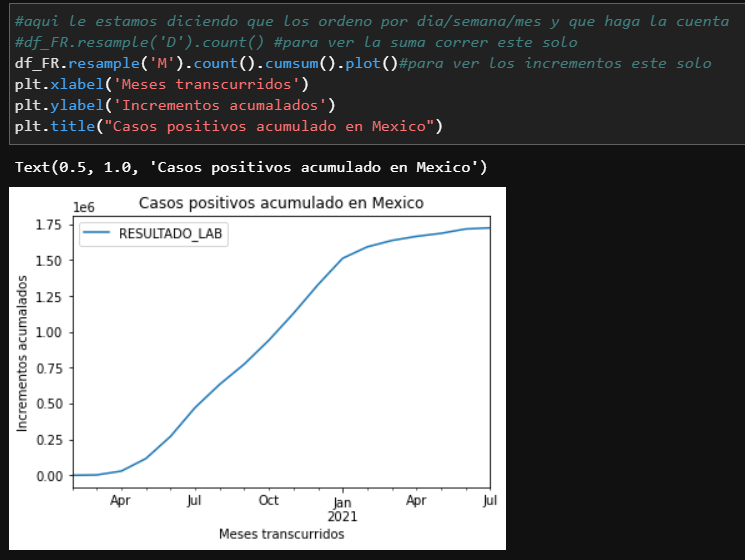 #aqui le estamos diciendo que los ordeno por dia/semana/mes y que haga la cuenta
#df_FR.resample('D').count() #para ver la suma correr este solo
df_FR.resample('M').count().cumsum().plot()#para ver los incrementos este solo
plt.xlabel('Meses transcurridos')
plt.ylabel('Incrementos acumalados')
plt.title("Casos positivos acumulado en Mexico")
Text(0.5, 1.0, 'Casos positivos acumulado en Mexico')
Casos positivos acumulado en Mexico
1e6
RESULTADO_LAB
1.75
1.50
1.25
1.00
0.75
0.50
0.25
0.00
Incrementos acumalados
Apr Jul Oct Jan Apr Jul
2021
Meses transcurridos